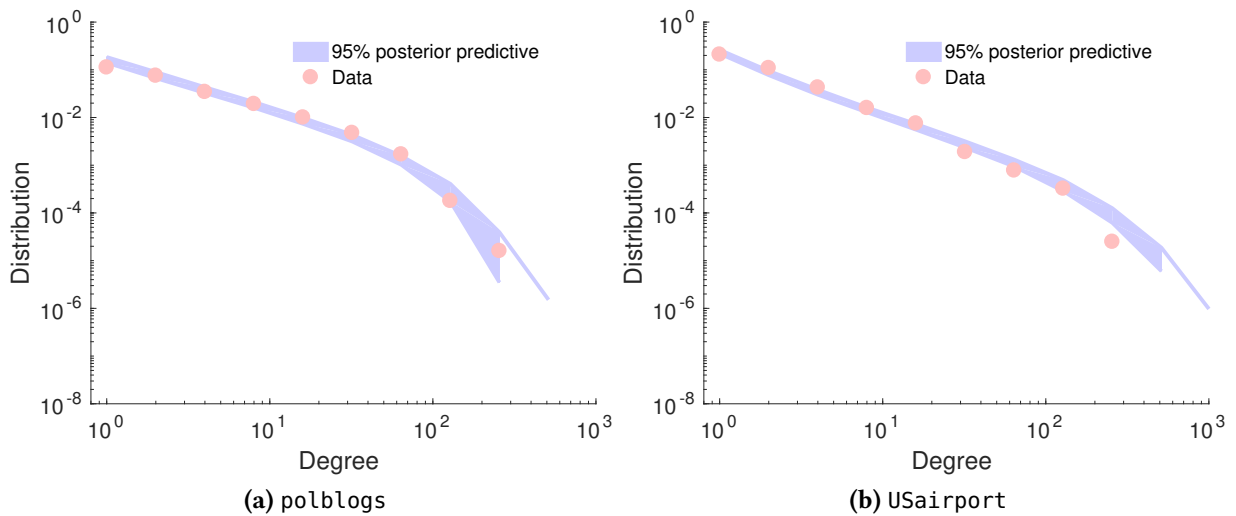 10^0
10^-2
10^-4
10^-6
10^-8
Distribution
95% posterior predictive
Data
10^0
10^1
10^2
10^3
Degree
(a) polblogs
10^0
10^-2
10^-4
10^-6
10^-8
Distribution
95% posterior predictive
Data
10^0
10^1
10^2
10^3
Degree
(b) USairport